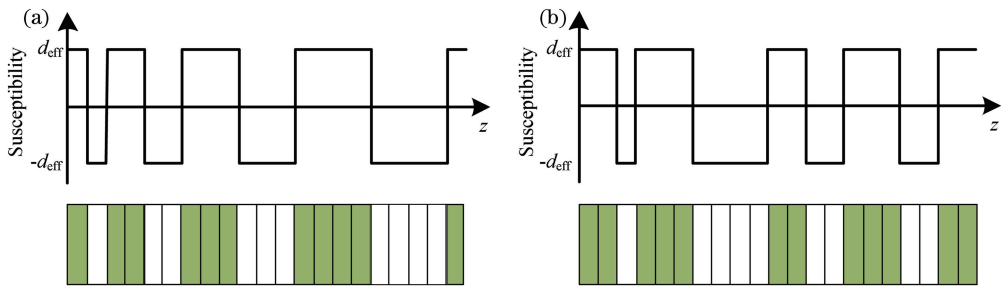 (a)
Susceptibility
d_eff
-d_eff
z
(b)
Susceptibility
d_eff
-d_eff
z